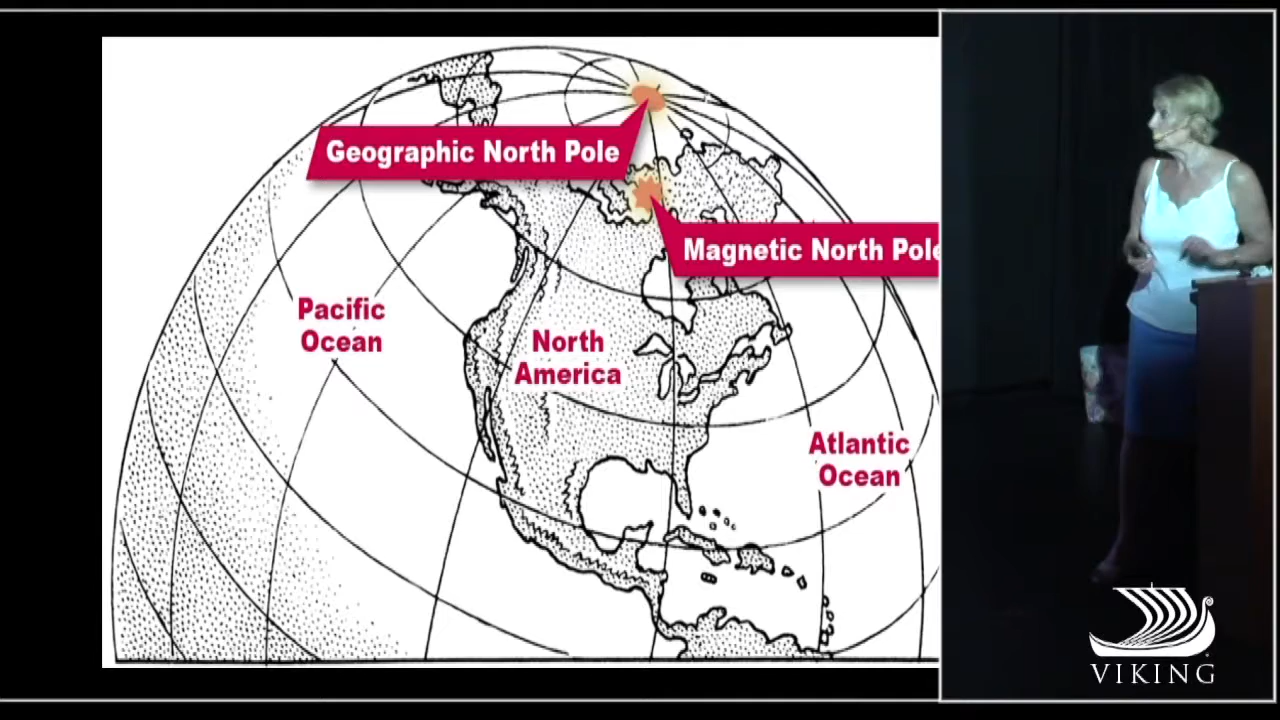 Geographic North Pole
Magnetic North Pole
Pacific
Ocean
North
America
Atlantic
Ocean
VIKING